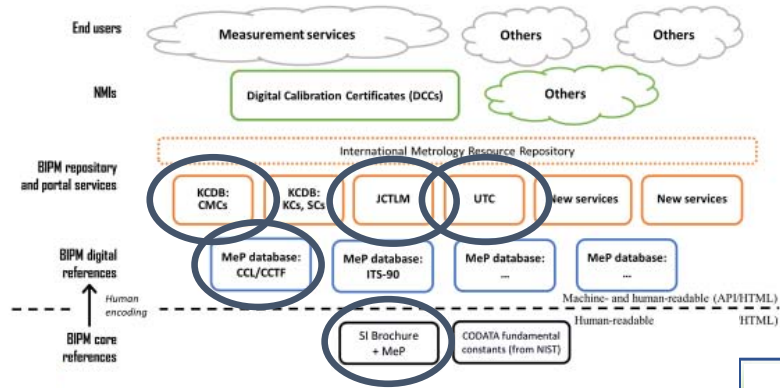 End users
Measurement services
Others
Others
NMIs
Digital Calibration Certificates (DCCs)
Others
International Metrology Resource Repository
BIPM repository
and portal services
KCDB:
CMCs
KCDB:
KCs, SCs
JCTLM
UTC
New services
New services
BIPM digital
references
MeP database:
CCL/CCTF
MeP database:
ITS-90
MeP database:
...
MeP database:
...
Human
encoding
Machine- and human-readable (API/HTML)
Human-readable
HTML)
BIPM core
references
SI Brochure
+ MeP
CODATA fundamental
constants (from NIST)